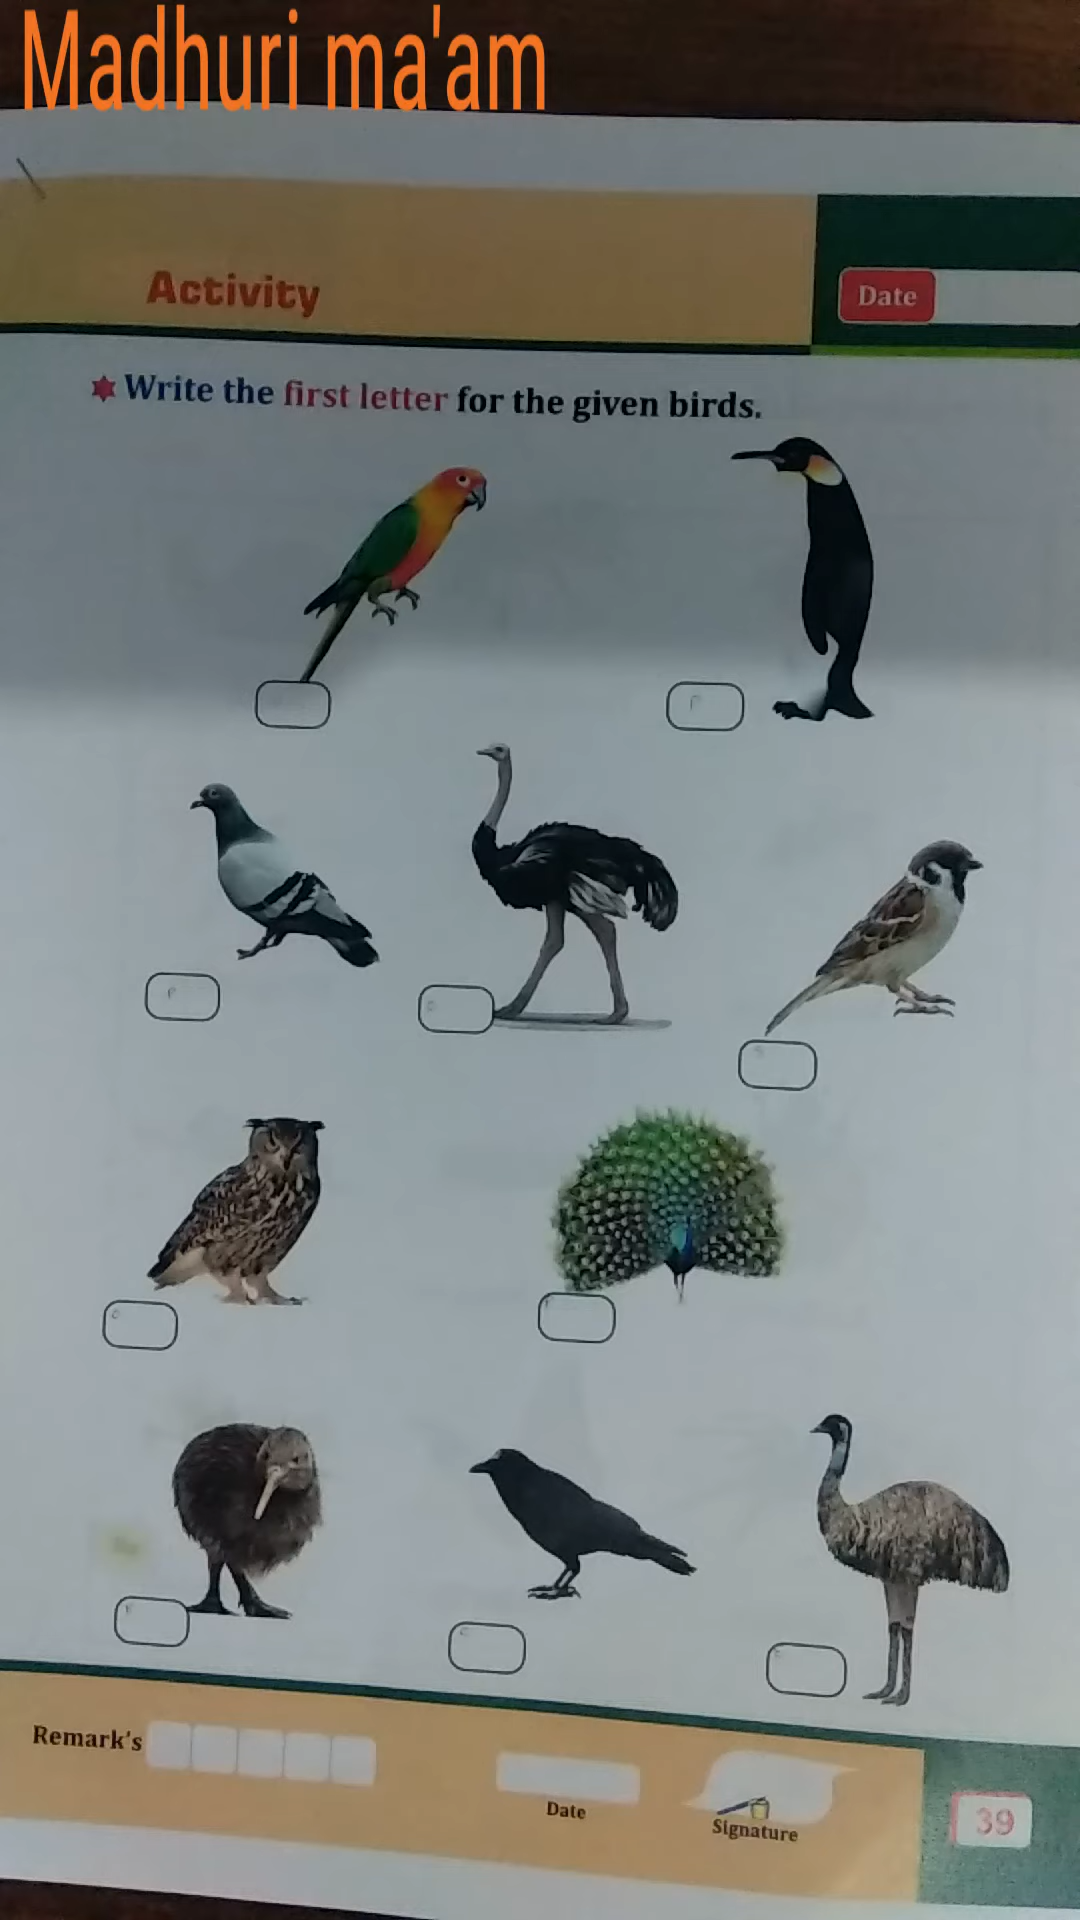 Madhuri ma'am
Activity
Date
Write the first letter for the given birds.
P
P
Remark's
Date
Signature
39